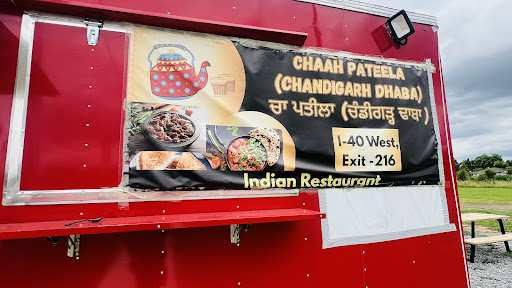 CHAAH PATEELA
(CHANDIGARH DHABA)
ਚਾ ਪਤੀਲਾ (ਚੰਡੀਗੜ੍ਹ ਢਾਬਾ)
I-40 West,
Exit -216
Indian Restaurant